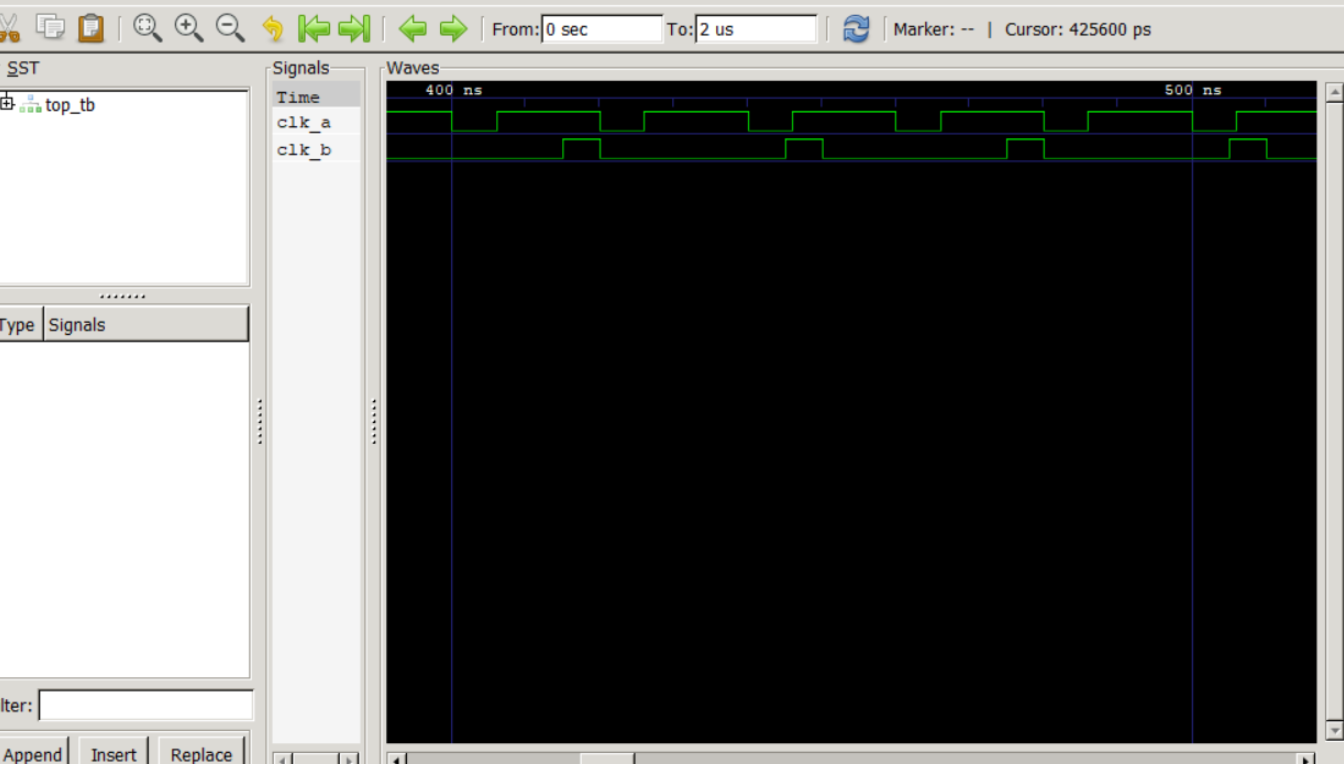 From: 0 sec To: 2 us Marker: -- | Cursor: 425600 ps
SST
top_tb
Type Signals
lter:
Append Insert Replace
Signals
Time
clk_a
clk_b
Waves
400 ns 500 ns